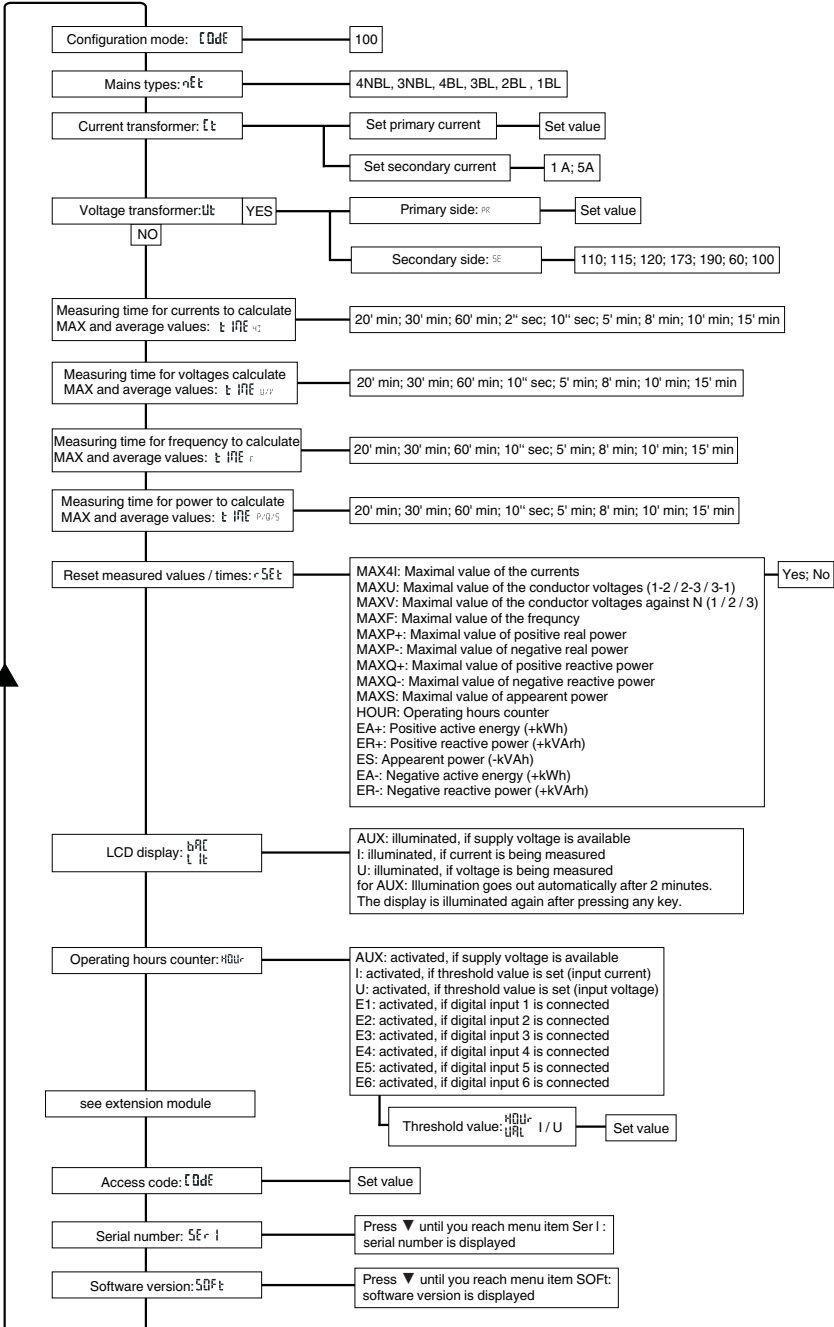 Configuration mode: COdE
100
Mains types: nEt
4NBL, 3NBL, 4BL, 3BL, 2BL , 1BL
Current transformer: Ct
Set primary current
Set value
Set secondary current
1 A; 5A
Voltage transformer: Ut
YES
NO
Primary side: PR
Set value
Secondary side: SE
110; 115; 120; 173; 190; 60; 100
Measuring time for currents to calculate
MAX and average values: tIME 4I
20' min; 30' min; 60' min; 2" sec; 10" sec; 5' min; 8' min; 10' min; 15' min
Measuring time for voltages calculate
MAX and average values: tIME U/V
20' min; 30' min; 60' min; 10" sec; 5' min; 8' min; 10' min; 15' min
Measuring time for frequency to calculate
MAX and average values: tIME F
20' min; 30' min; 60' min; 10" sec; 5' min; 8' min; 10' min; 15' min
Measuring time for power to calculate
MAX and average values: tIME P/Q/S
20' min; 30' min; 60' min; 10" sec; 5' min; 8' min; 10' min; 15' min
Reset measured values / times: rSEt
MAX4I: Maximal value of the currents
MAXU: Maximal value of the conductor voltages (1-2 / 2-3 / 3-1)
MAXV: Maximal value of the conductor voltages against N (1 / 2 / 3)
MAXF: Maximal value of the frequncy
MAXP+: Maximal value of positive real power
MAXP-: Maximal value of negative real power
MAXQ+: Maximal value of positive reactive power
MAXQ-: Maximal value of negative reactive power
MAXS: Maximal value of appearent power
HOUR: Operating hours counter
EA+: Positive active energy (+kWh)
ER+: Positive reactive power (+kVArh)
ES: Appearent power (-kVAh)
EA-: Negative active energy (+kWh)
ER-: Negative reactive power (+kVArh)
Yes; No
LCD display: bAC
LIt
AUX: illuminated, if supply voltage is available
I: illuminated, if current is being measured
U: illuminated, if voltage is being measured
for AUX: Illumination goes out automatically after 2 minutes.
The display is illuminated again after pressing any key.
Operating hours counter: HOUr
AUX: activated, if supply voltage is available
I: activated, if threshold value is set (input current)
U: activated, if threshold value is set (input voltage)
E1: activated, if digital input 1 is connected
E2: activated, if digital input 2 is connected
E3: activated, if digital input 3 is connected
E4: activated, if digital input 4 is connected
E5: activated, if digital input 5 is connected
E6: activated, if digital input 6 is connected
see extension module
Threshold value: HOUr
UAL I / U
Set value
Access code: COdE
Set value
Serial number: SErI
Press ▼ until you reach menu item Ser I :
serial number is displayed
Software version: SOFt
Press ▼ until you reach menu item SOFt:
software version is displayed